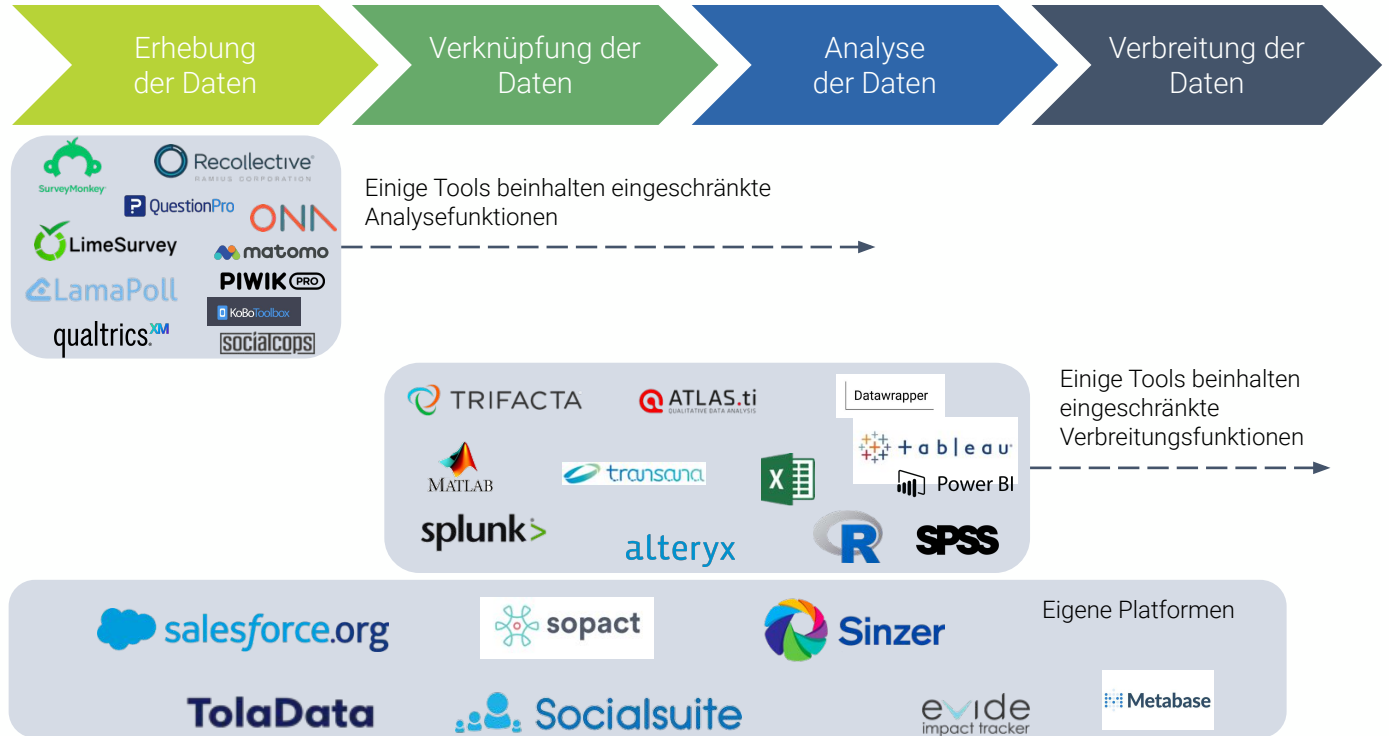 Erhebung
der Daten
Verknüpfung der
Daten
Analyse
der Daten
Verbreitung der
Daten
SurveyMonkey
Recollective
RAMIUS CORPORATION
QuestionPro
ONA
LimeSurvey
matomo
LamaPoll
PIWIK PRO
KoBoToolbox
qualtrics.XM
socialcops
Einige Tools beinhalten eingeschränkte
Analysefunktionen
TRIFACTA
ATLAS.ti
QUALITATIVE DATA ANALYSIS
Datawrapper
+ a b | e a u
MATLAB
transana
X
Power BI
splunk>
alteryx
R
SPSS
Einige Tools beinhalten
eingeschränkte
Verbreitungsfunktionen
salesforce.org
sopact
Sinzer
Eigene Platformen
TolaData
Socialsuite
evide
impact tracker
Metabase